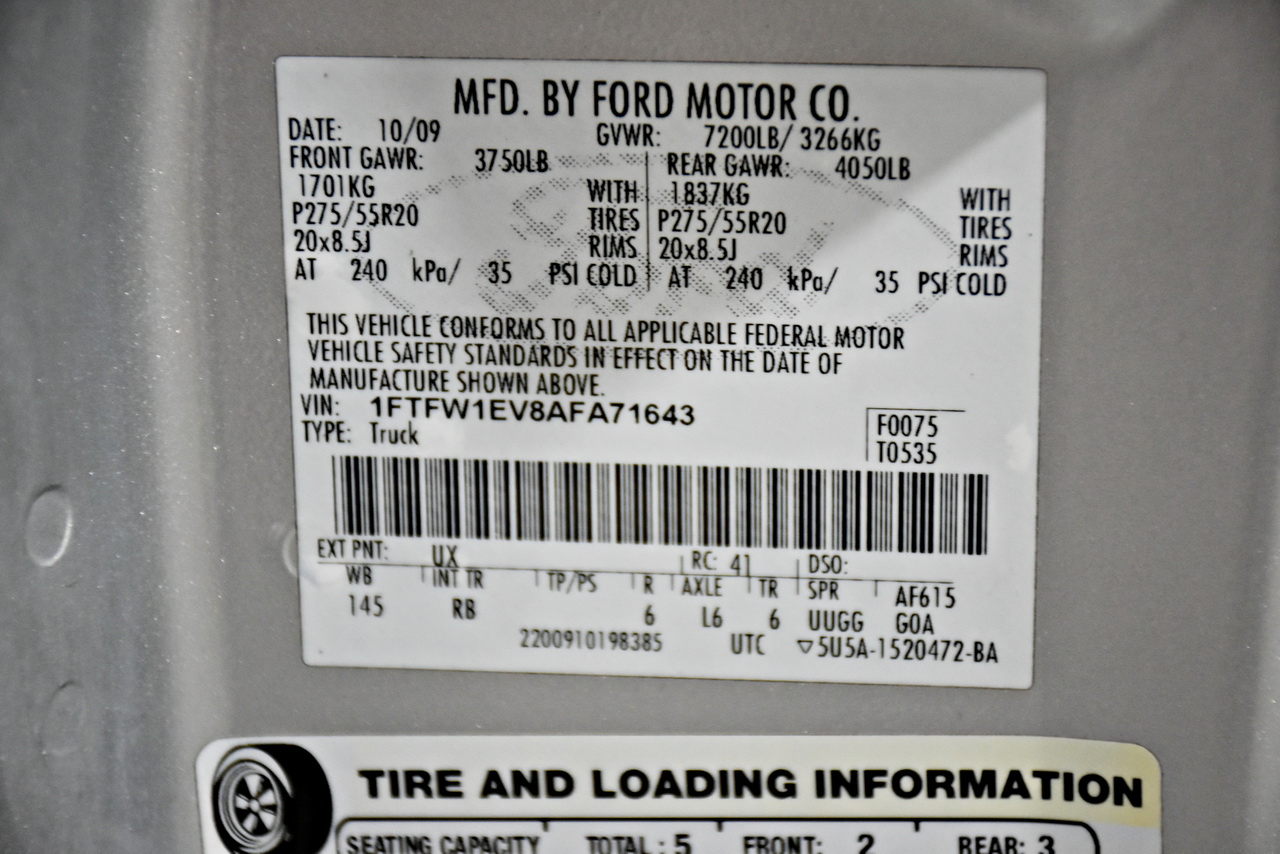 MFD. BY FORD MOTOR CO.
DATE: 10/09 GVWR: 7200LB/ 3266KG
FRONT GAWR: 3750LB REAR GAWR: 4050LB
1701KG WITH 1837KG WITH
P275/55R20 TIRES P275/55R20 TIRES
20x8.5J RIMS 20x8.5J RIMS
AT 240 kPa/ 35 PSI COLD AT 240 kPa/ 35 PSI COLD
THIS VEHICLE CONFORMS TO ALL APPLICABLE FEDERAL MOTOR
VEHICLE SAFETY STANDARDS IN EFFECT ON THE DATE OF
MANUFACTURE SHOWN ABOVE.
VIN: 1FTFW1EV8AFA71643 F0075
TYPE: Truck T0535
EXT PNT: UX RC: 41 DSO:
WB INT TR TP/PS R AXLE TR SPR AF615
145 RB 6 L6 6 UUGG GOA
2200910198385 UTC ▽5U5A-1520472-BA
TIRE AND LOADING INFORMATION
SEATING CAPACITY TOTAL: 5 FRONT: 2 REAR: 3